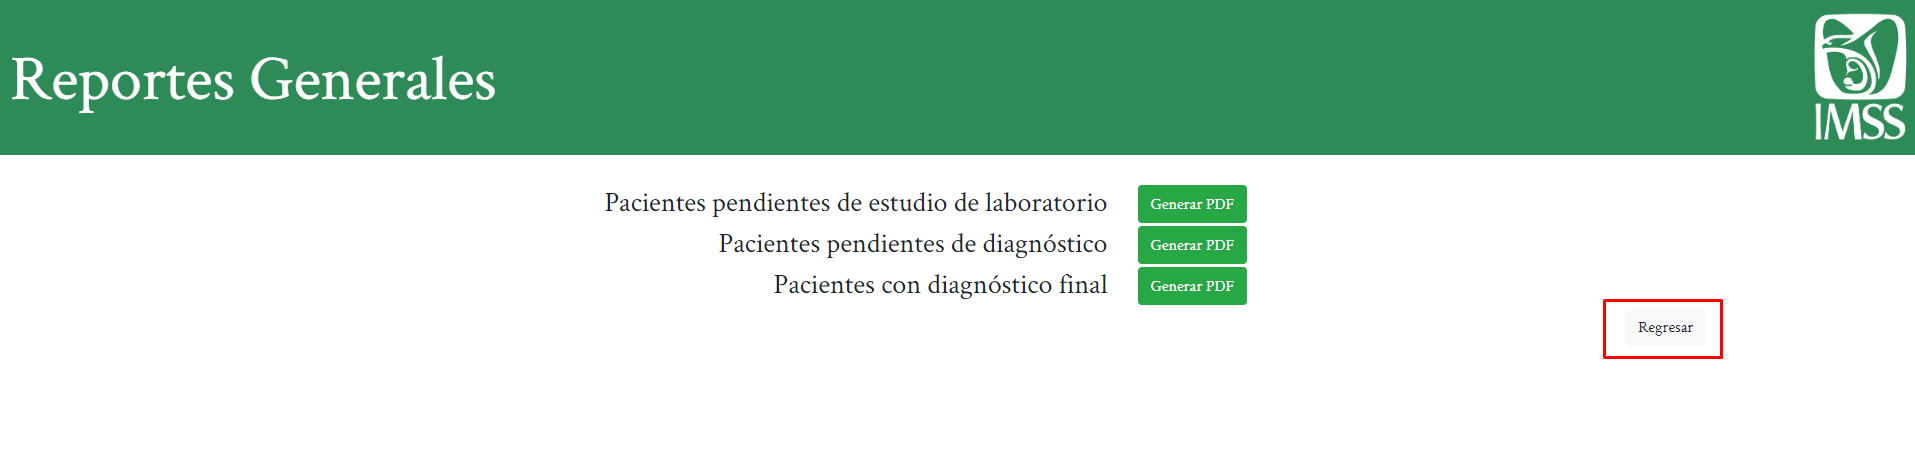 Reportes Generales
IMSS
Pacientes pendientes de estudio de laboratorio Generar PDF
Pacientes pendientes de diagnóstico Generar PDF
Pacientes con diagnóstico final Generar PDF
Regresar